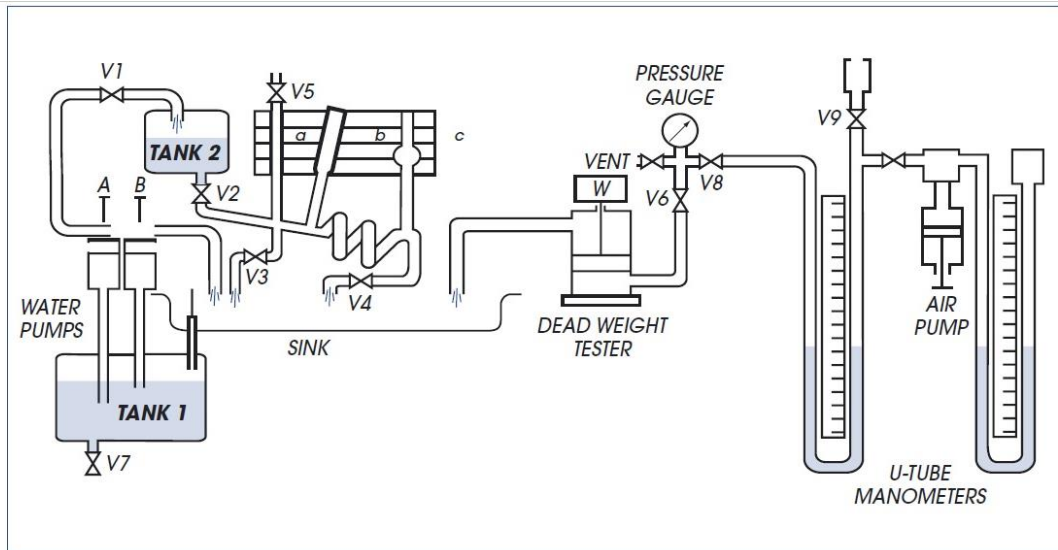 V1
V5
PRESSURE
GAUGE
V9
a
b
c
TANK 2
VENT
A
B
V2
W
V6
V8
V3
V4
WATER
PUMPS
SINK
DEAD WEIGHT
TESTER
AIR
PUMP
TANK 1
V7
U-TUBE
MANOMETERS